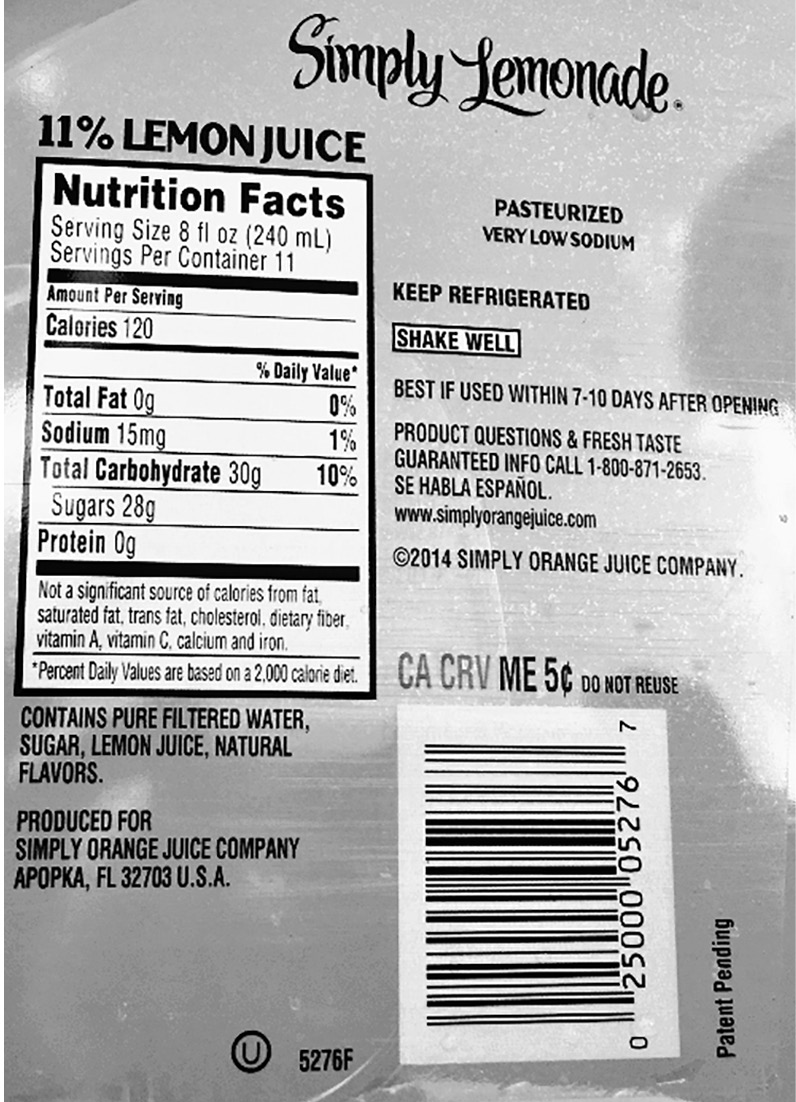 Simply Lemonade®
11% LEMON JUICE
Nutrition Facts
Serving Size 8 fl oz (240 mL)
Servings Per Container 11
Amount Per Serving
Calories 120
% Daily Value*
Total Fat 0g 0%
Sodium 15mg 1%
Total Carbohydrate 30g 10%
Sugars 28g
Protein 0g
Not a significant source of calories from fat,
saturated fat, trans fat, cholesterol, dietary fiber,
vitamin A, vitamin C, calcium and iron.
*Percent Daily Values are based on a 2,000 calorie diet.
CONTAINS PURE FILTERED WATER,
SUGAR, LEMON JUICE, NATURAL
FLAVORS.
PRODUCED FOR
SIMPLY ORANGE JUICE COMPANY
APOPKA, FL 32703 U.S.A.
U 5276F
PASTEURIZED
VERY LOW SODIUM
KEEP REFRIGERATED
SHAKE WELL
BEST IF USED WITHIN 7-10 DAYS AFTER OPENING
PRODUCT QUESTIONS & FRESH TASTE
GUARANTEED INFO CALL 1-800-871-2653.
SE HABLA ESPAÑOL.
www.simplyorangejuice.com
©2014 SIMPLY ORANGE JUICE COMPANY.
CA CRV ME 5¢ DO NOT REUSE
0 25000 05276 7
Patent Pending